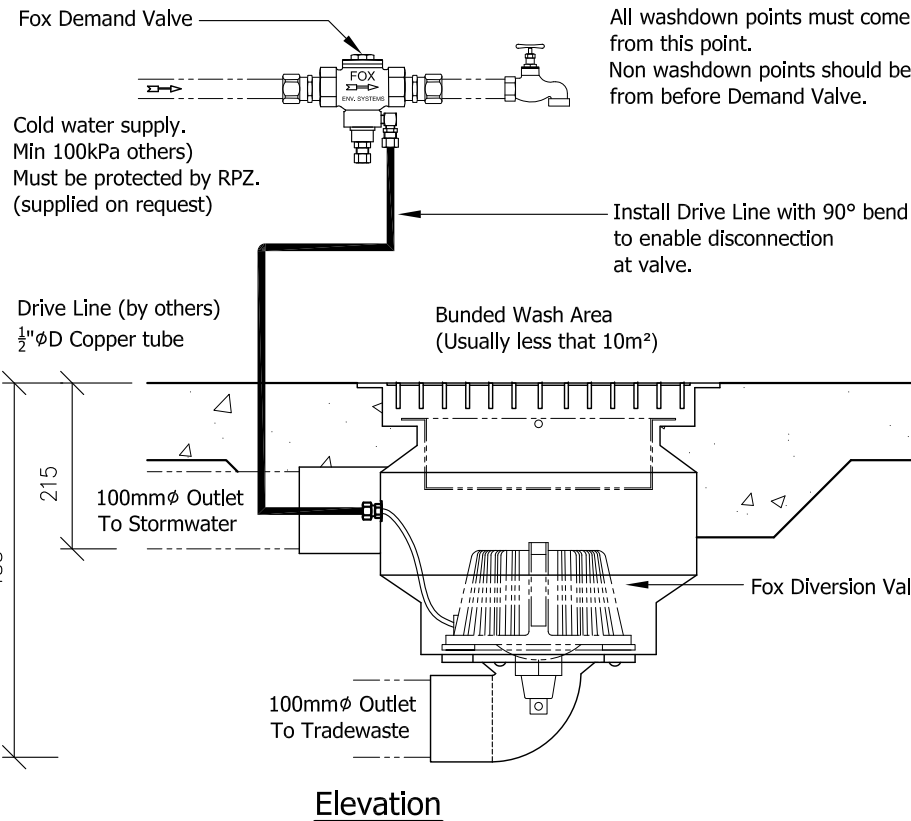 Fox Demand Valve
All washdown points must come
from this point.
Non washdown points should be
from before Demand Valve.
FOX
ENV. SYSTEMS
Cold water supply.
Min 100kPa others)
Must be protected by RPZ.
(supplied on request)
Install Drive Line with 90° bend
to enable disconnection
at valve.
Drive Line (by others)
½"⌀D Copper tube
Bunded Wash Area
(Usually less that 10m²)
215
100mm⌀ Outlet
To Stormwater
Fox Diversion Val
100mm⌀ Outlet
To Tradewaste
Elevation